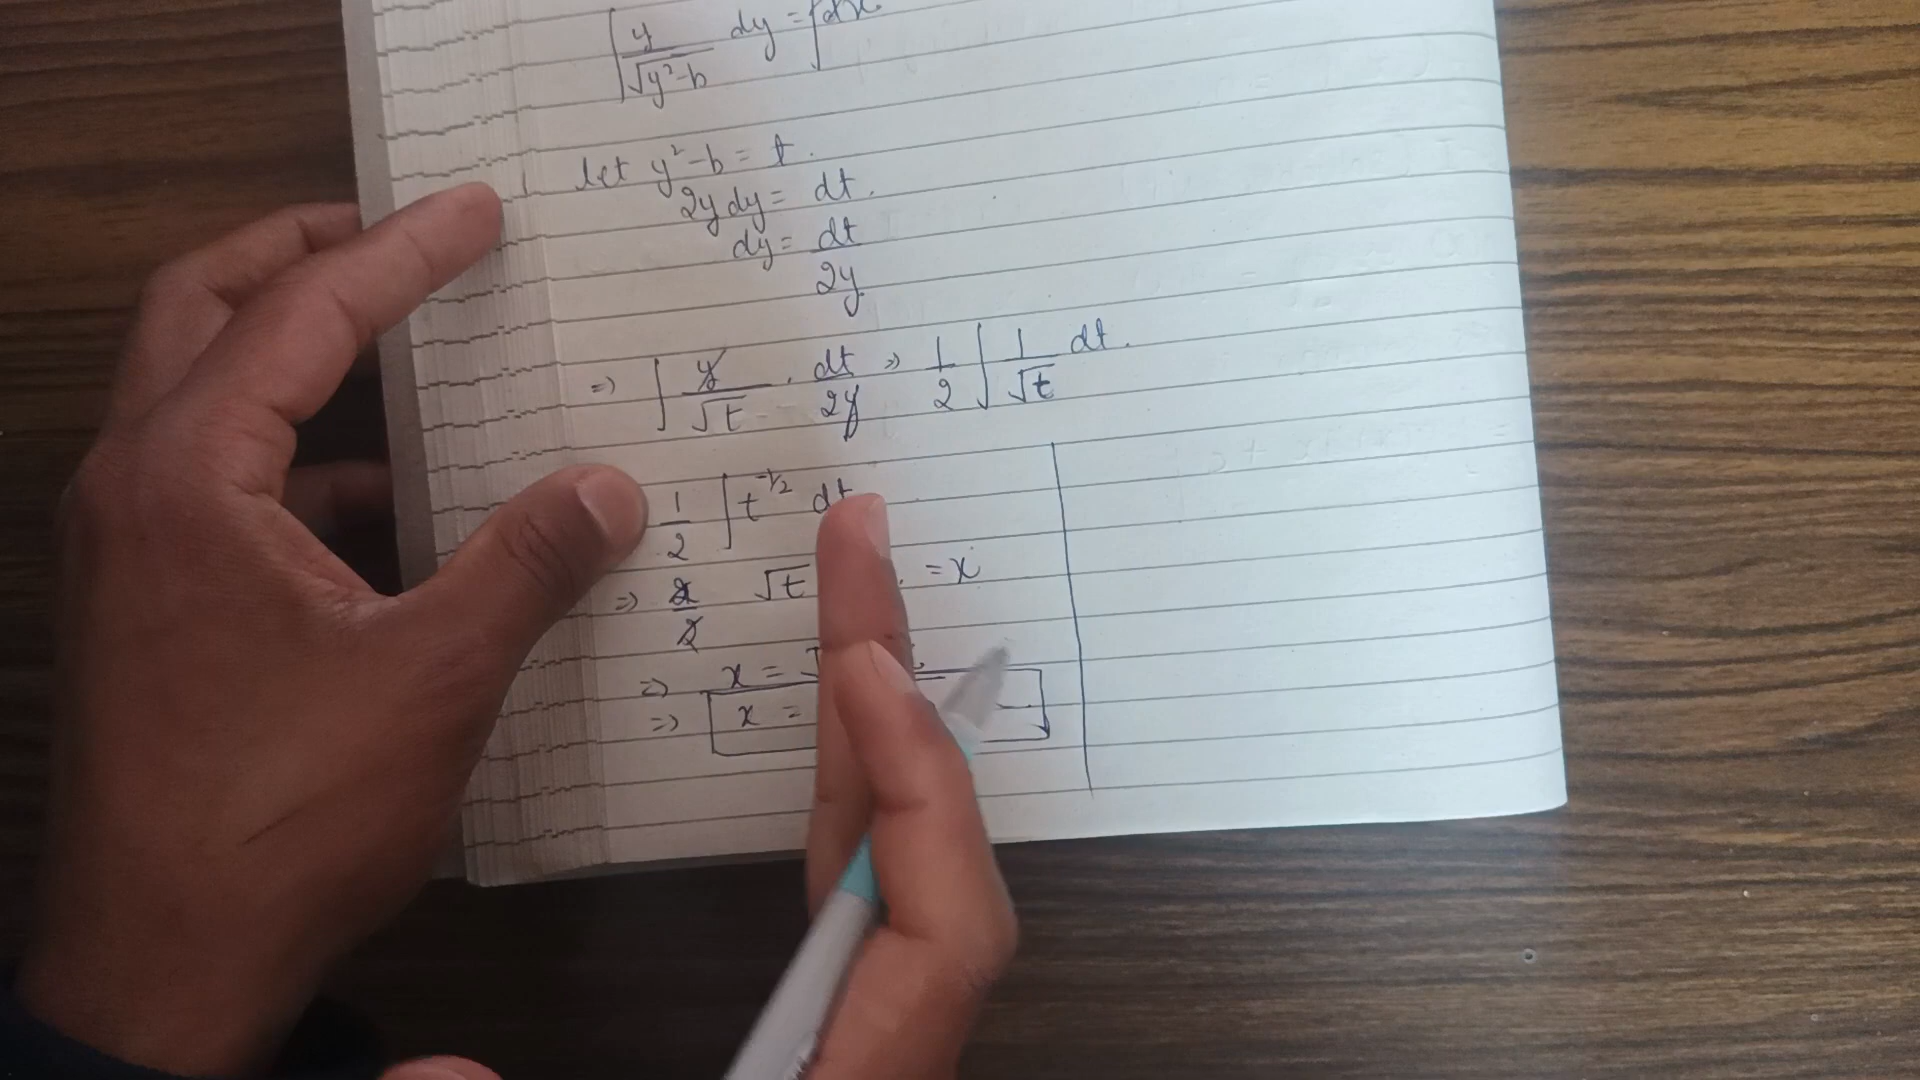 ∫ y/√(y²-b) dy = ∫dx
let y²-b = t.
2y dy = dt.
dy = dt/2y
=> ∫ y/√t . dt/2y => 1/2 ∫ 1/√t dt.
1/2 ∫ t^(-1/2) dt
=> 2/2 √t = x
=> x =
=> x =